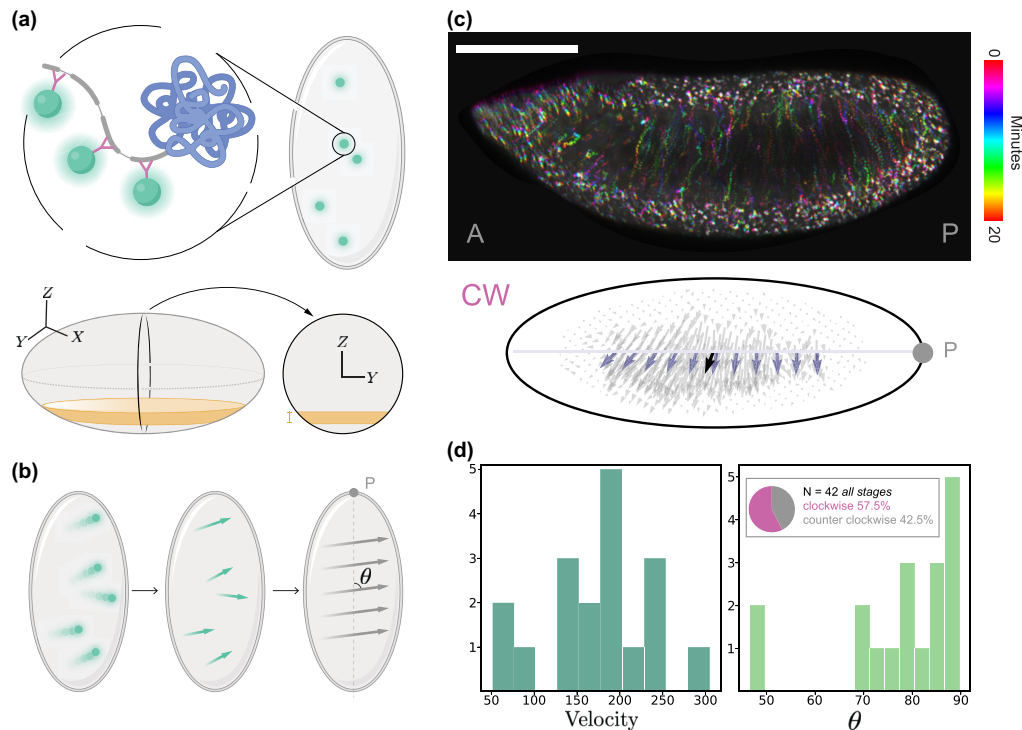 (a)
Z
Y
X
Z
Y
(b)
P
θ
(c)
A
P
0
Minutes
20
CW
P
(d)
5
4
3
2
1
50 100 150 200 250 300
Velocity
5
4
3
2
1
N = 42 all stages
clockwise 57.5%
counter clockwise 42.5%
50 60 70 80 90
θ